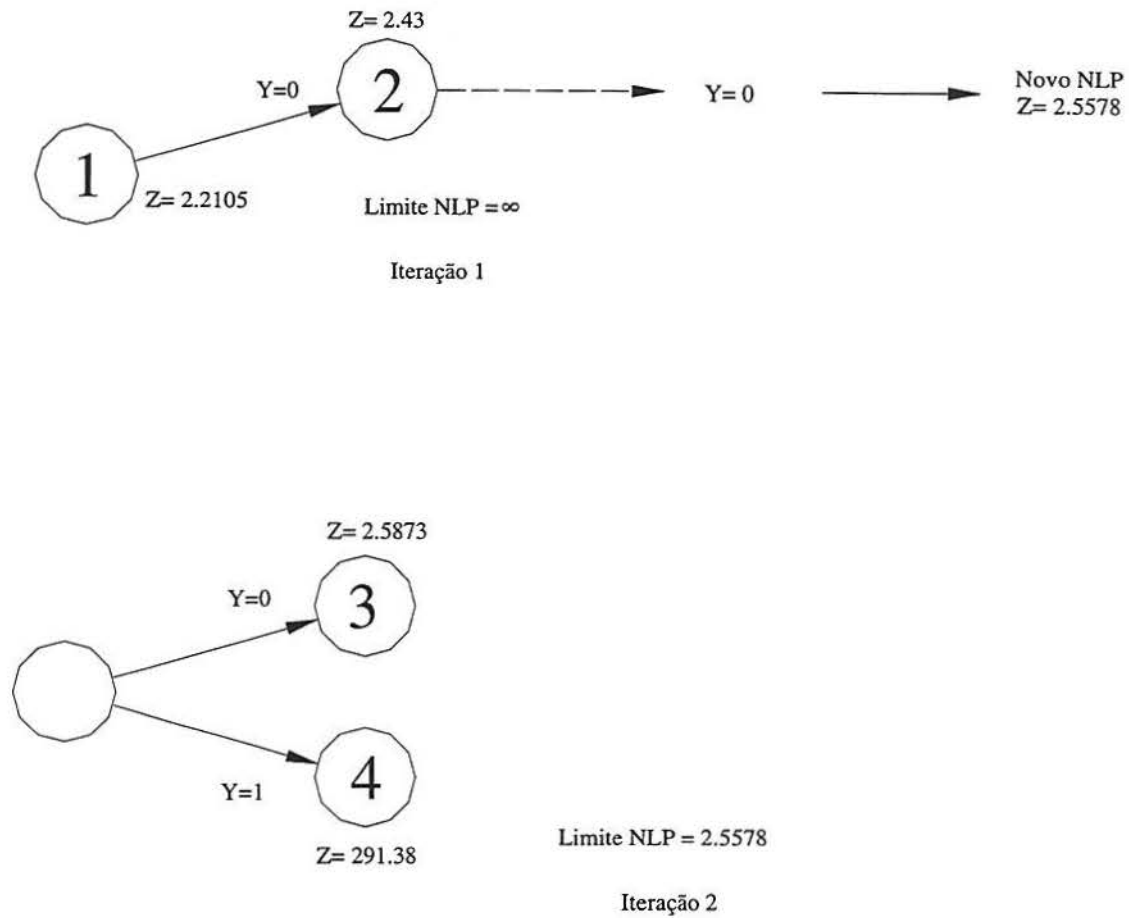 Z= 2.43
Y=0
2
Y= 0
Novo NLP
Z= 2.5578
1
Z= 2.2105
Limite NLP = ∞
Iteração 1
Z= 2.5873
Y=0
3
4
Y=1
Z= 291.38
Limite NLP = 2.5578
Iteração 2